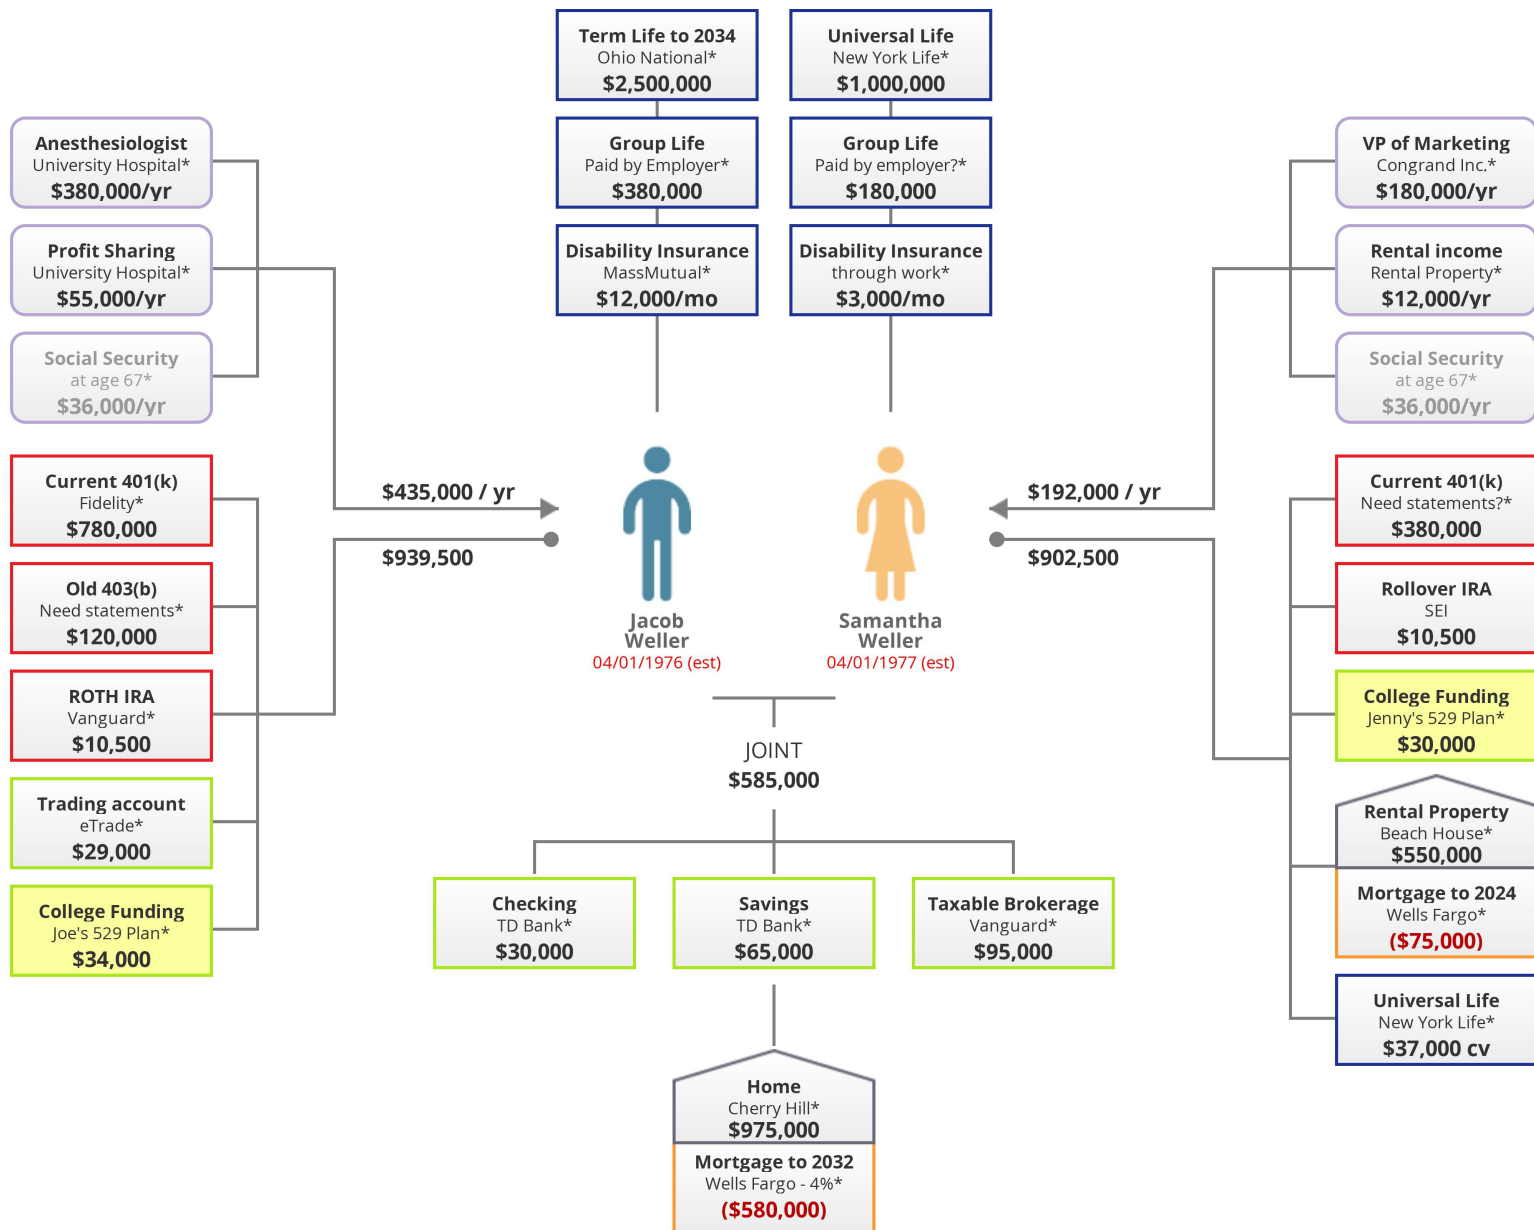 Term Life to 2034
Ohio National*
$2,500,000
Universal Life
New York Life*
$1,000,000
Group Life
Paid by Employer*
$380,000
Group Life
Paid by employer?*
$180,000
Disability Insurance
MassMutual*
$12,000/mo
Disability Insurance
through work*
$3,000/mo
Anesthesiologist
University Hospital*
$380,000/yr
Profit Sharing
University Hospital*
$55,000/yr
Social Security
at age 67*
$36,000/yr
VP of Marketing
Congrand Inc.*
$180,000/yr
Rental income
Rental Property*
$12,000/yr
Social Security
at age 67*
$36,000/yr
$435,000 / yr
$939,500
$192,000 / yr
$902,500
Jacob
Weller
04/01/1976 (est)
Samantha
Weller
04/01/1977 (est)
Current 401(k)
Fidelity*
$780,000
Old 403(b)
Need statements*
$120,000
ROTH IRA
Vanguard*
$10,500
Trading account
eTrade*
$29,000
College Funding
Joe's 529 Plan*
$34,000
Current 401(k)
Need statements?*
$380,000
Rollover IRA
SEI
$10,500
College Funding
Jenny's 529 Plan*
$30,000
Rental Property
Beach House*
$550,000
Mortgage to 2024
Wells Fargo*
($75,000)
Universal Life
New York Life*
$37,000 cv
JOINT
$585,000
Checking
TD Bank*
$30,000
Savings
TD Bank*
$65,000
Taxable Brokerage
Vanguard*
$95,000
Home
Cherry Hill*
$975,000
Mortgage to 2032
Wells Fargo - 4%*
($580,000)